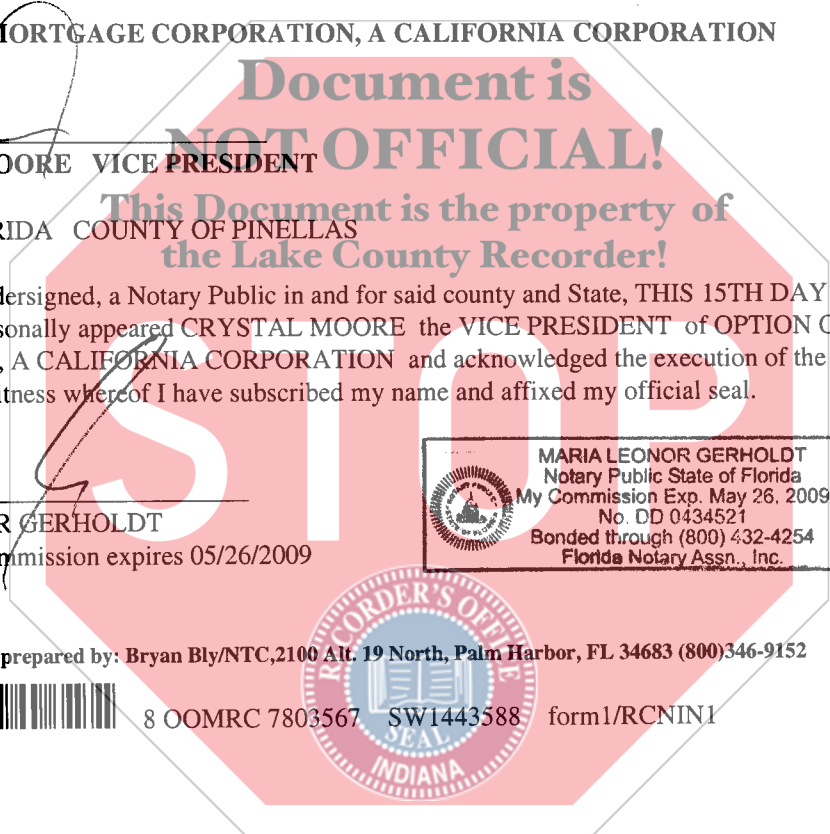 MORTGAGE CORPORATION, A CALIFORNIA CORPORATION
Document is
NOT OFFICIAL!
OORE VICE PRESIDENT
This Document is the property of
RIDA COUNTY OF PINELLAS
the Lake County Recorder!
dersigned, a Notary Public in and for said county and State, THIS 15TH DAY
sonally appeared CRYSTAL MOORE the VICE PRESIDENT of OPTION
, A CALIFORNIA CORPORATION and acknowledged the execution of the
tness whereof I have subscribed my name and affixed my official seal.
STOP
MARIA LEONOR GERHOLDT
Notary Public State of Florida
My Commission Exp. May 26, 2009
No. DD 0434521
Bonded through (800) 432-4254
Florida Notary Assn., Inc.
NOTARY PUBLIC
STATE OF FLORIDA
R GERHOLDT
mmission expires 05/26/2009
RECORDER'S OFFICE
prepared by: Bryan Bly/NTC,2100 Alt. 19 North, Palm Harbor, FL 34683 (800)346-9152
8 OOMRC 7803567 SW1443588 form1/RCNIN1
SEAL
INDIANA